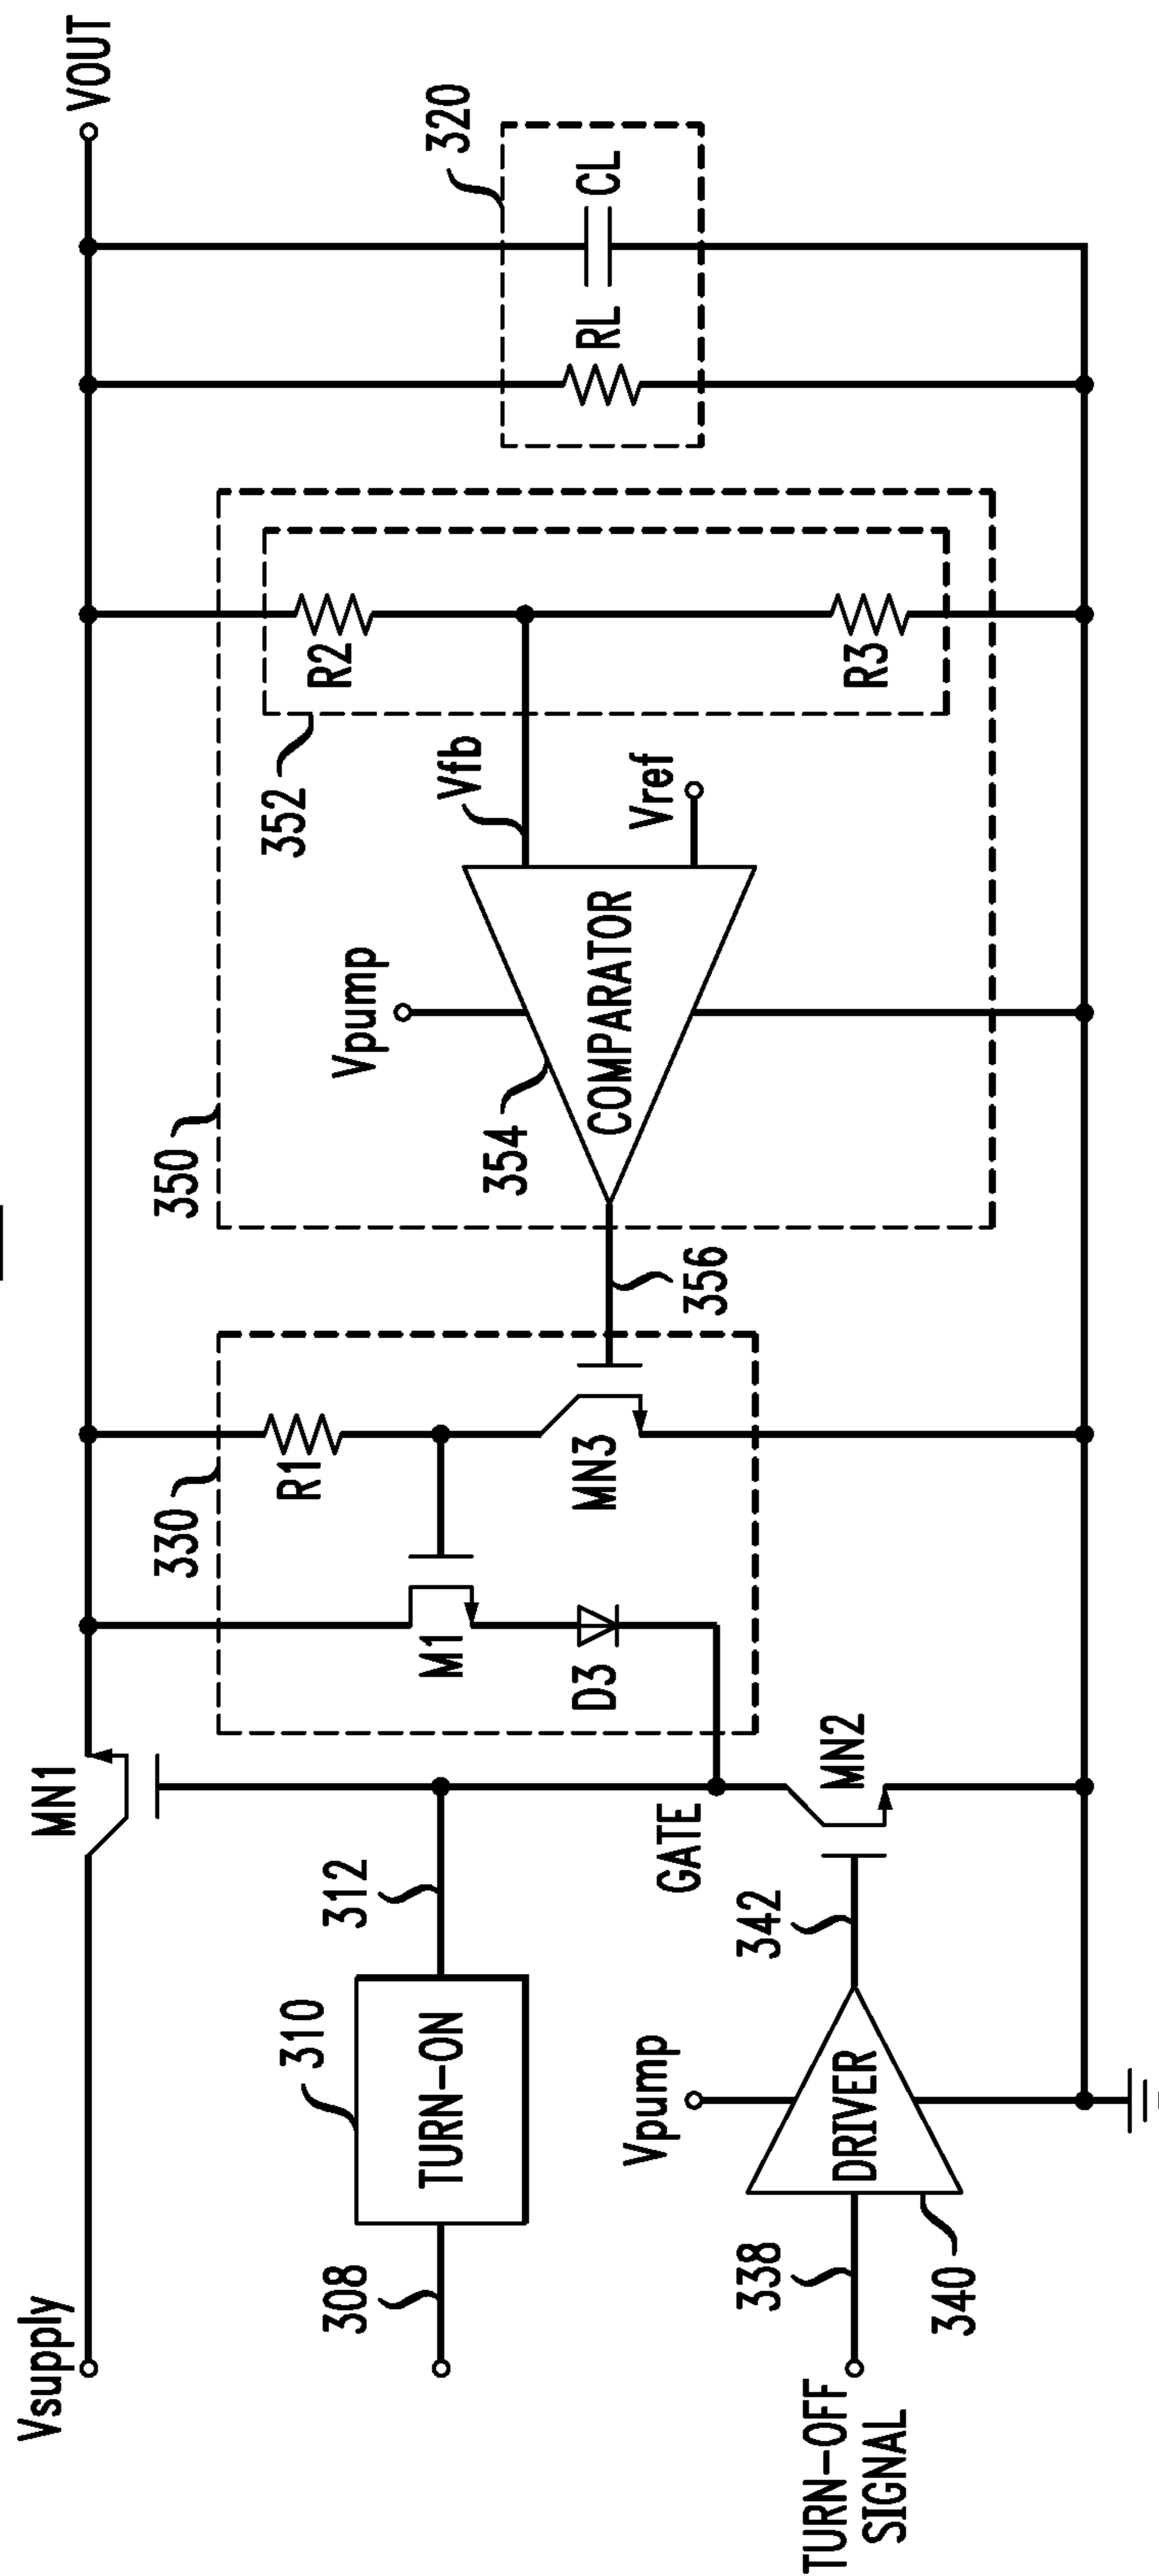 Vsupply
MN1
VOUT
310
TURN-ON
308
312
330
R1
M1
D3
MN3
356
350
352
R2
R3
Vfb
Vref
Vpump
354
COMPARATOR
320
RL
CL
GATE
MN2
342
Vpump
DRIVER
338
340
TURN-OFF
SIGNAL